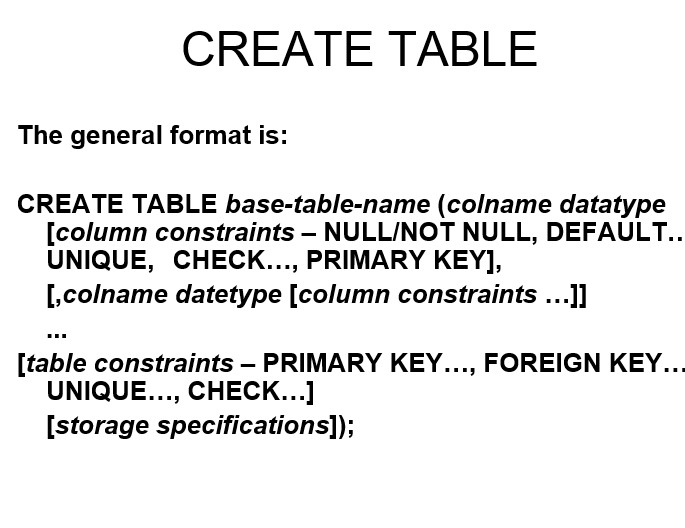 CREATE TABLE
The general format is:
CREATE TABLE base-table-name (colname datatype
[column constraints – NULL/NOT NULL, DEFAULT…
UNIQUE, CHECK…, PRIMARY KEY],
[,colname datetype [column constraints …]]
...
[table constraints – PRIMARY KEY…, FOREIGN KEY…
UNIQUE…, CHECK…]
[storage specifications]);